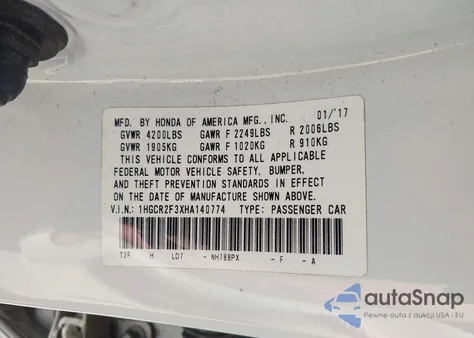 MFD. BY HONDA OF AMERICA MFG., INC. 01/'17
GVWR 4200LBS GAWR F 2249LBS R 2006LBS
GVWR 1905KG GAWR F 1020KG R 910KG
THIS VEHICLE CONFORMS TO ALL APPLICABLE
FEDERAL MOTOR VEHICLE SAFETY, BUMPER,
AND THEFT PREVENTION STANDARDS IN EFFECT
ON THE DATE OF MANUFACTURE SHOWN ABOVE.
V.I.N.: 1HGCR2F3XHA140774 TYPE: PASSENGER CAR
T2F H LD7 - NH788PX - F - A
autoSnap
Pewne auta z aukcji USA - EU